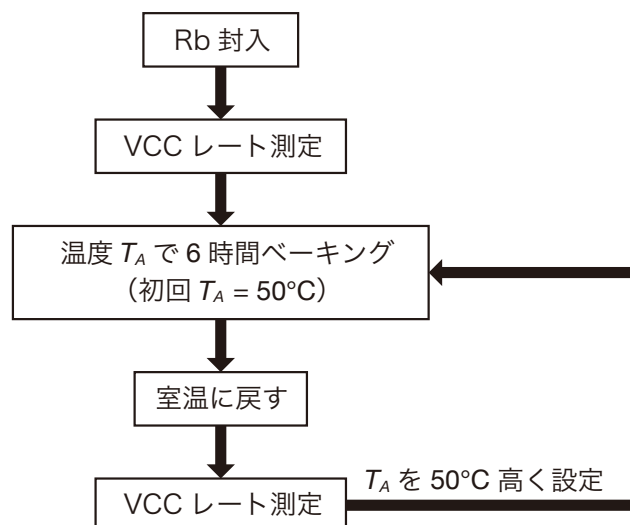 Rb 封入
VCC レート測定
温度 TA で 6 時間ベーキング
（初回 TA = 50°C）
室温に戻す
VCC レート測定
TA を 50°C 高く設定